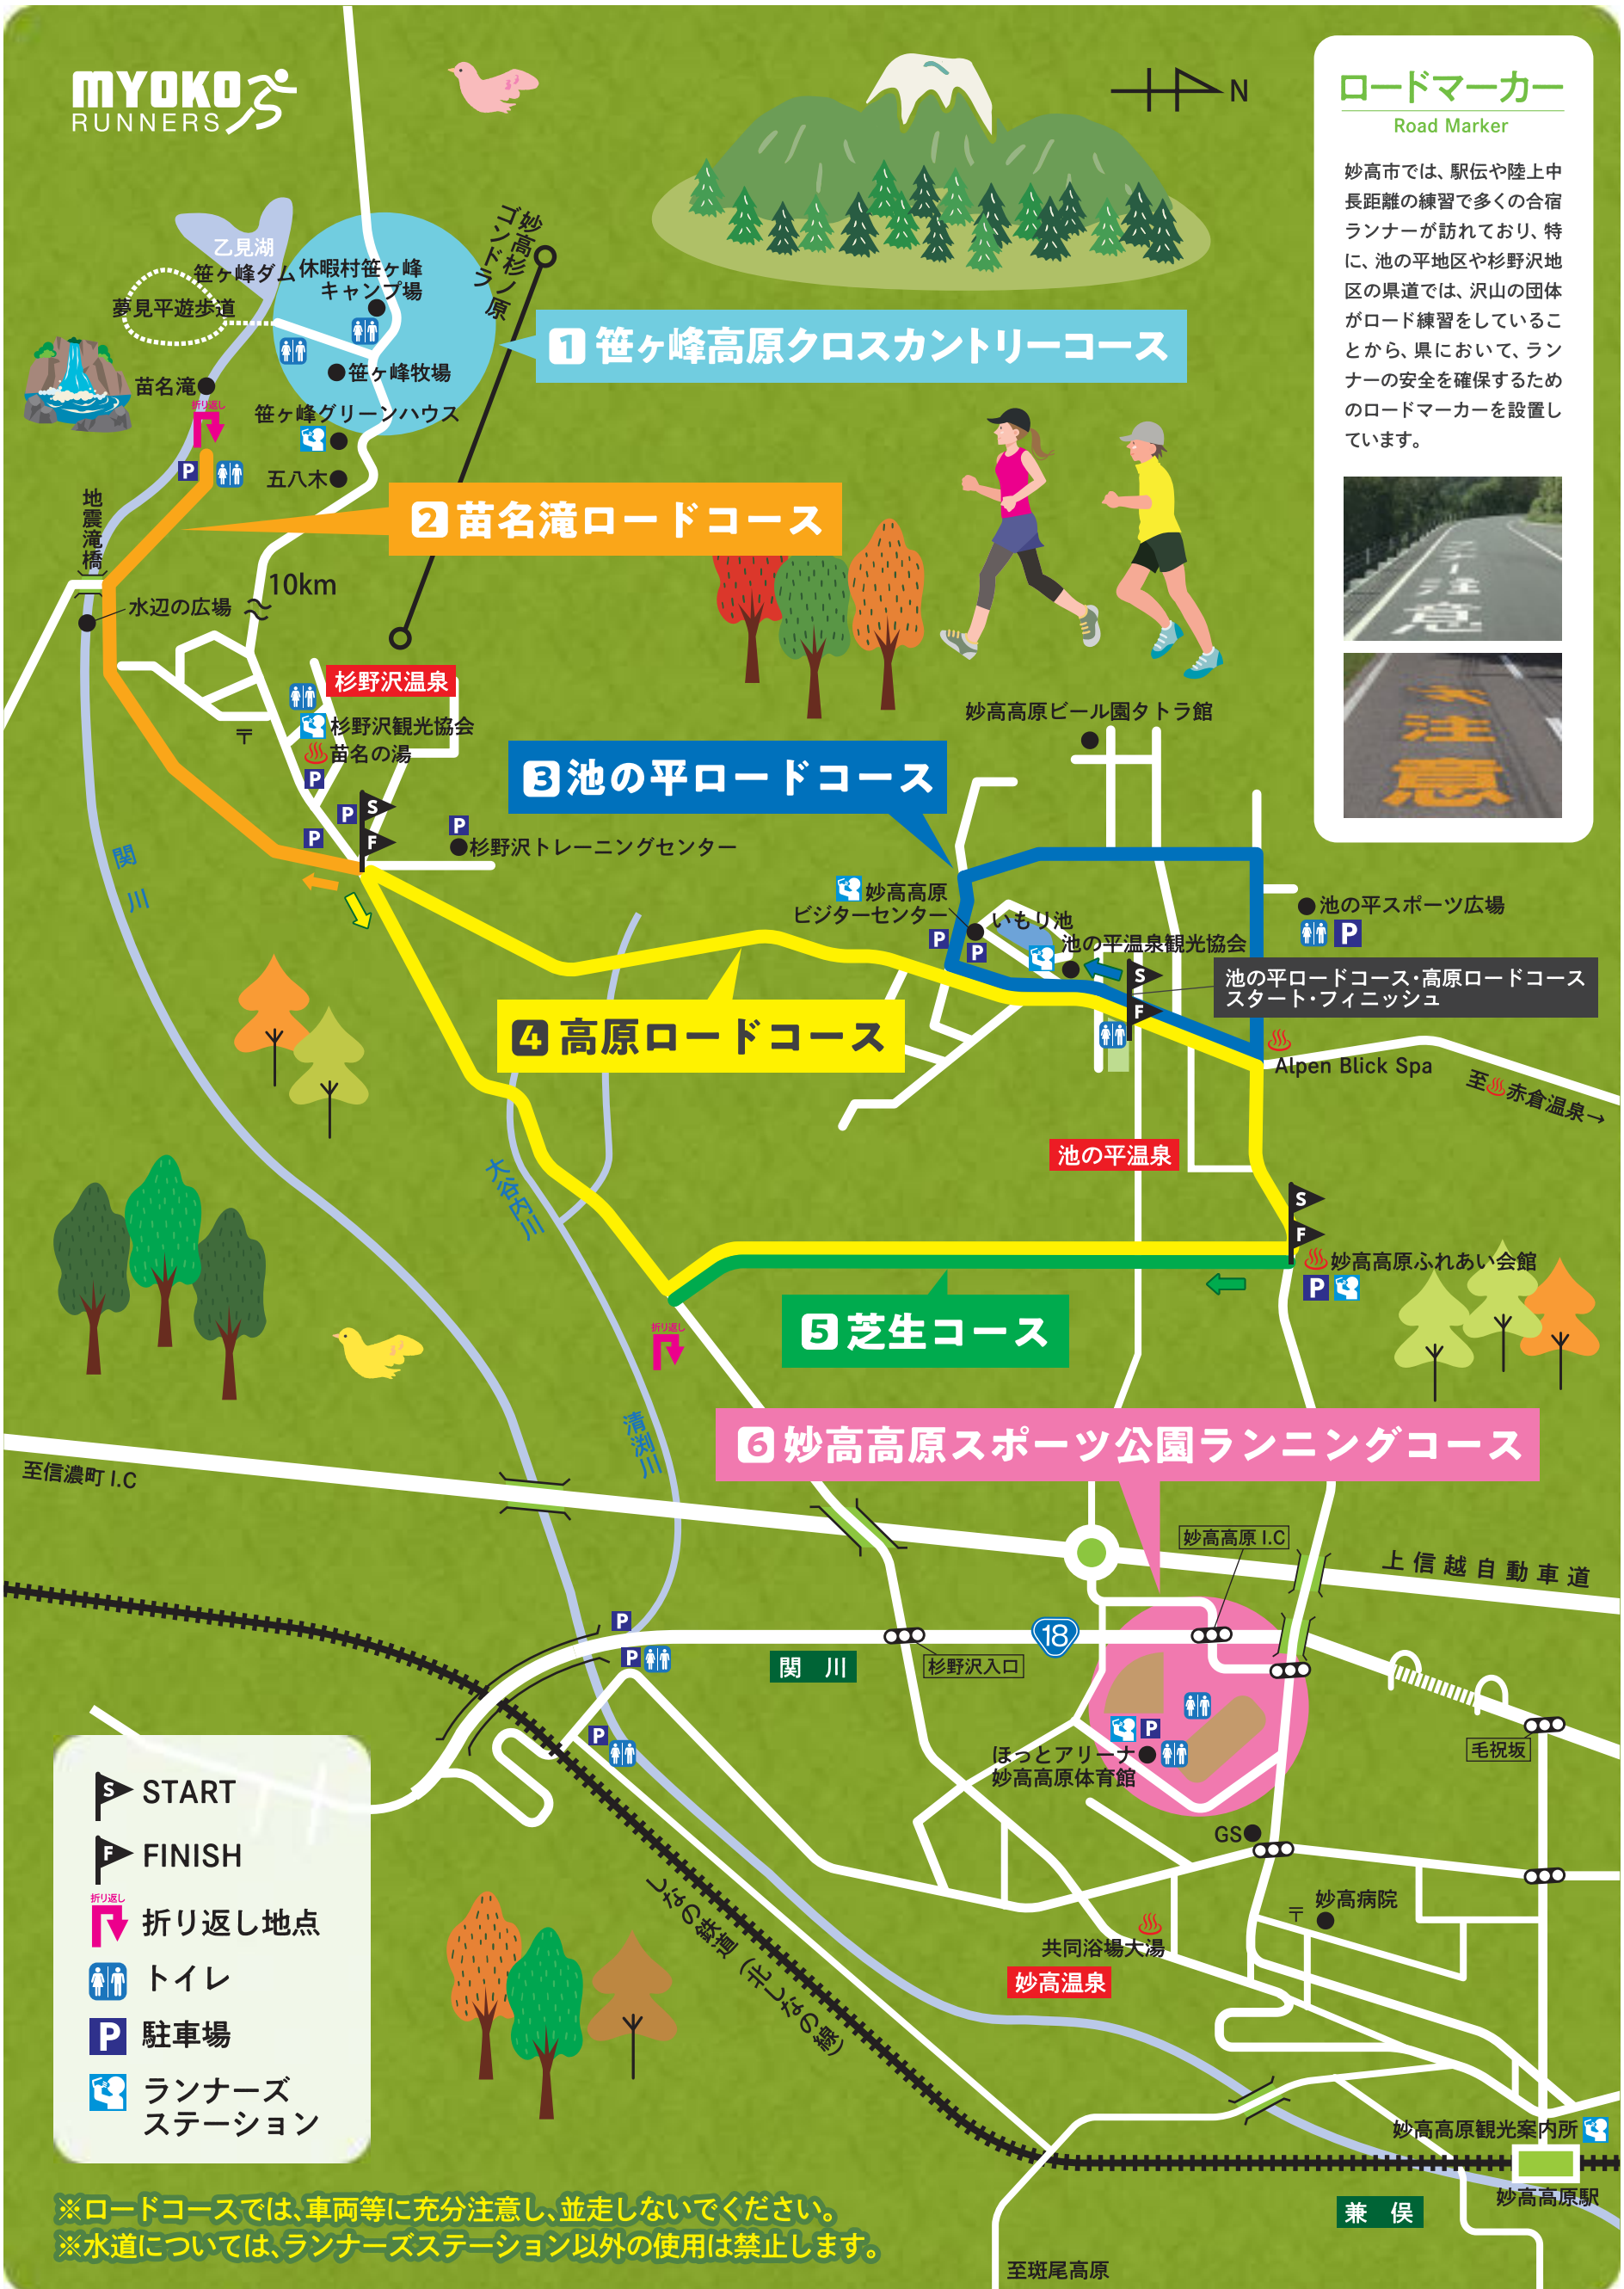 MYOKO
RUNNERS
N
ロードマーカー
Road Marker
妙高市では、駅伝や陸上中
長距離の練習で多くの合宿
ランナーが訪れており、特
に、池の平地区や杉野沢地
区の県道では、沢山の団体
がロード練習をしているこ
とから、県において、ラン
ナーの安全を確保するため
のロードマーカーを設置し
ています。
注
意
注
意
乙見湖
笹ヶ峰ダム
休暇村笹ヶ峰
キャンプ場
夢見平遊歩道
妙高杉ノ原
ゴンドラ
1 笹ヶ峰高原クロスカントリーコース
笹ヶ峰牧場
苗名滝
折り返し
笹ヶ峰グリーンハウス
P
五八木
地震滝橋
2 苗名滝ロードコース
10km
水辺の広場
杉野沢温泉
杉野沢観光協会
〒
苗名の湯
P
妙高高原ビール園タトラ館
3 池の平ロードコース
P
S
F
P
P
杉野沢トレーニングセンター
関川
妙高高原
ビジターセンター
いもり池
P
P
池の平温泉観光協会
池の平スポーツ広場
P
S
F
池の平ロードコース・高原ロードコース
スタート・フィニッシュ
4 高原ロードコース
Alpen Blick Spa
至 赤倉温泉→
池の平温泉
大谷内川
S
F
妙高高原ふれあい会館
P
5 芝生コース
折り返し
清渕川
6 妙高高原スポーツ公園ランニングコース
至信濃町 I.C
妙高高原 I.C
上信越自動車道
P
P
18
関 川
杉野沢入口
P
P
ほっとアリーナ
妙高高原体育館
毛祝坂
GS
〒
妙高病院
共同浴場大湯
妙高温泉
しなの鉄道(北しなの線)
S START
F FINISH
折り返し
折り返し地点
トイレ
P 駐車場
ランナーズ
ステーション
妙高高原観光案内所
妙高高原駅
兼 俣
至斑尾高原
※ロードコースでは、車両等に充分注意し、並走しないでください。
※水道については、ランナーズステーション以外の使用は禁止します。